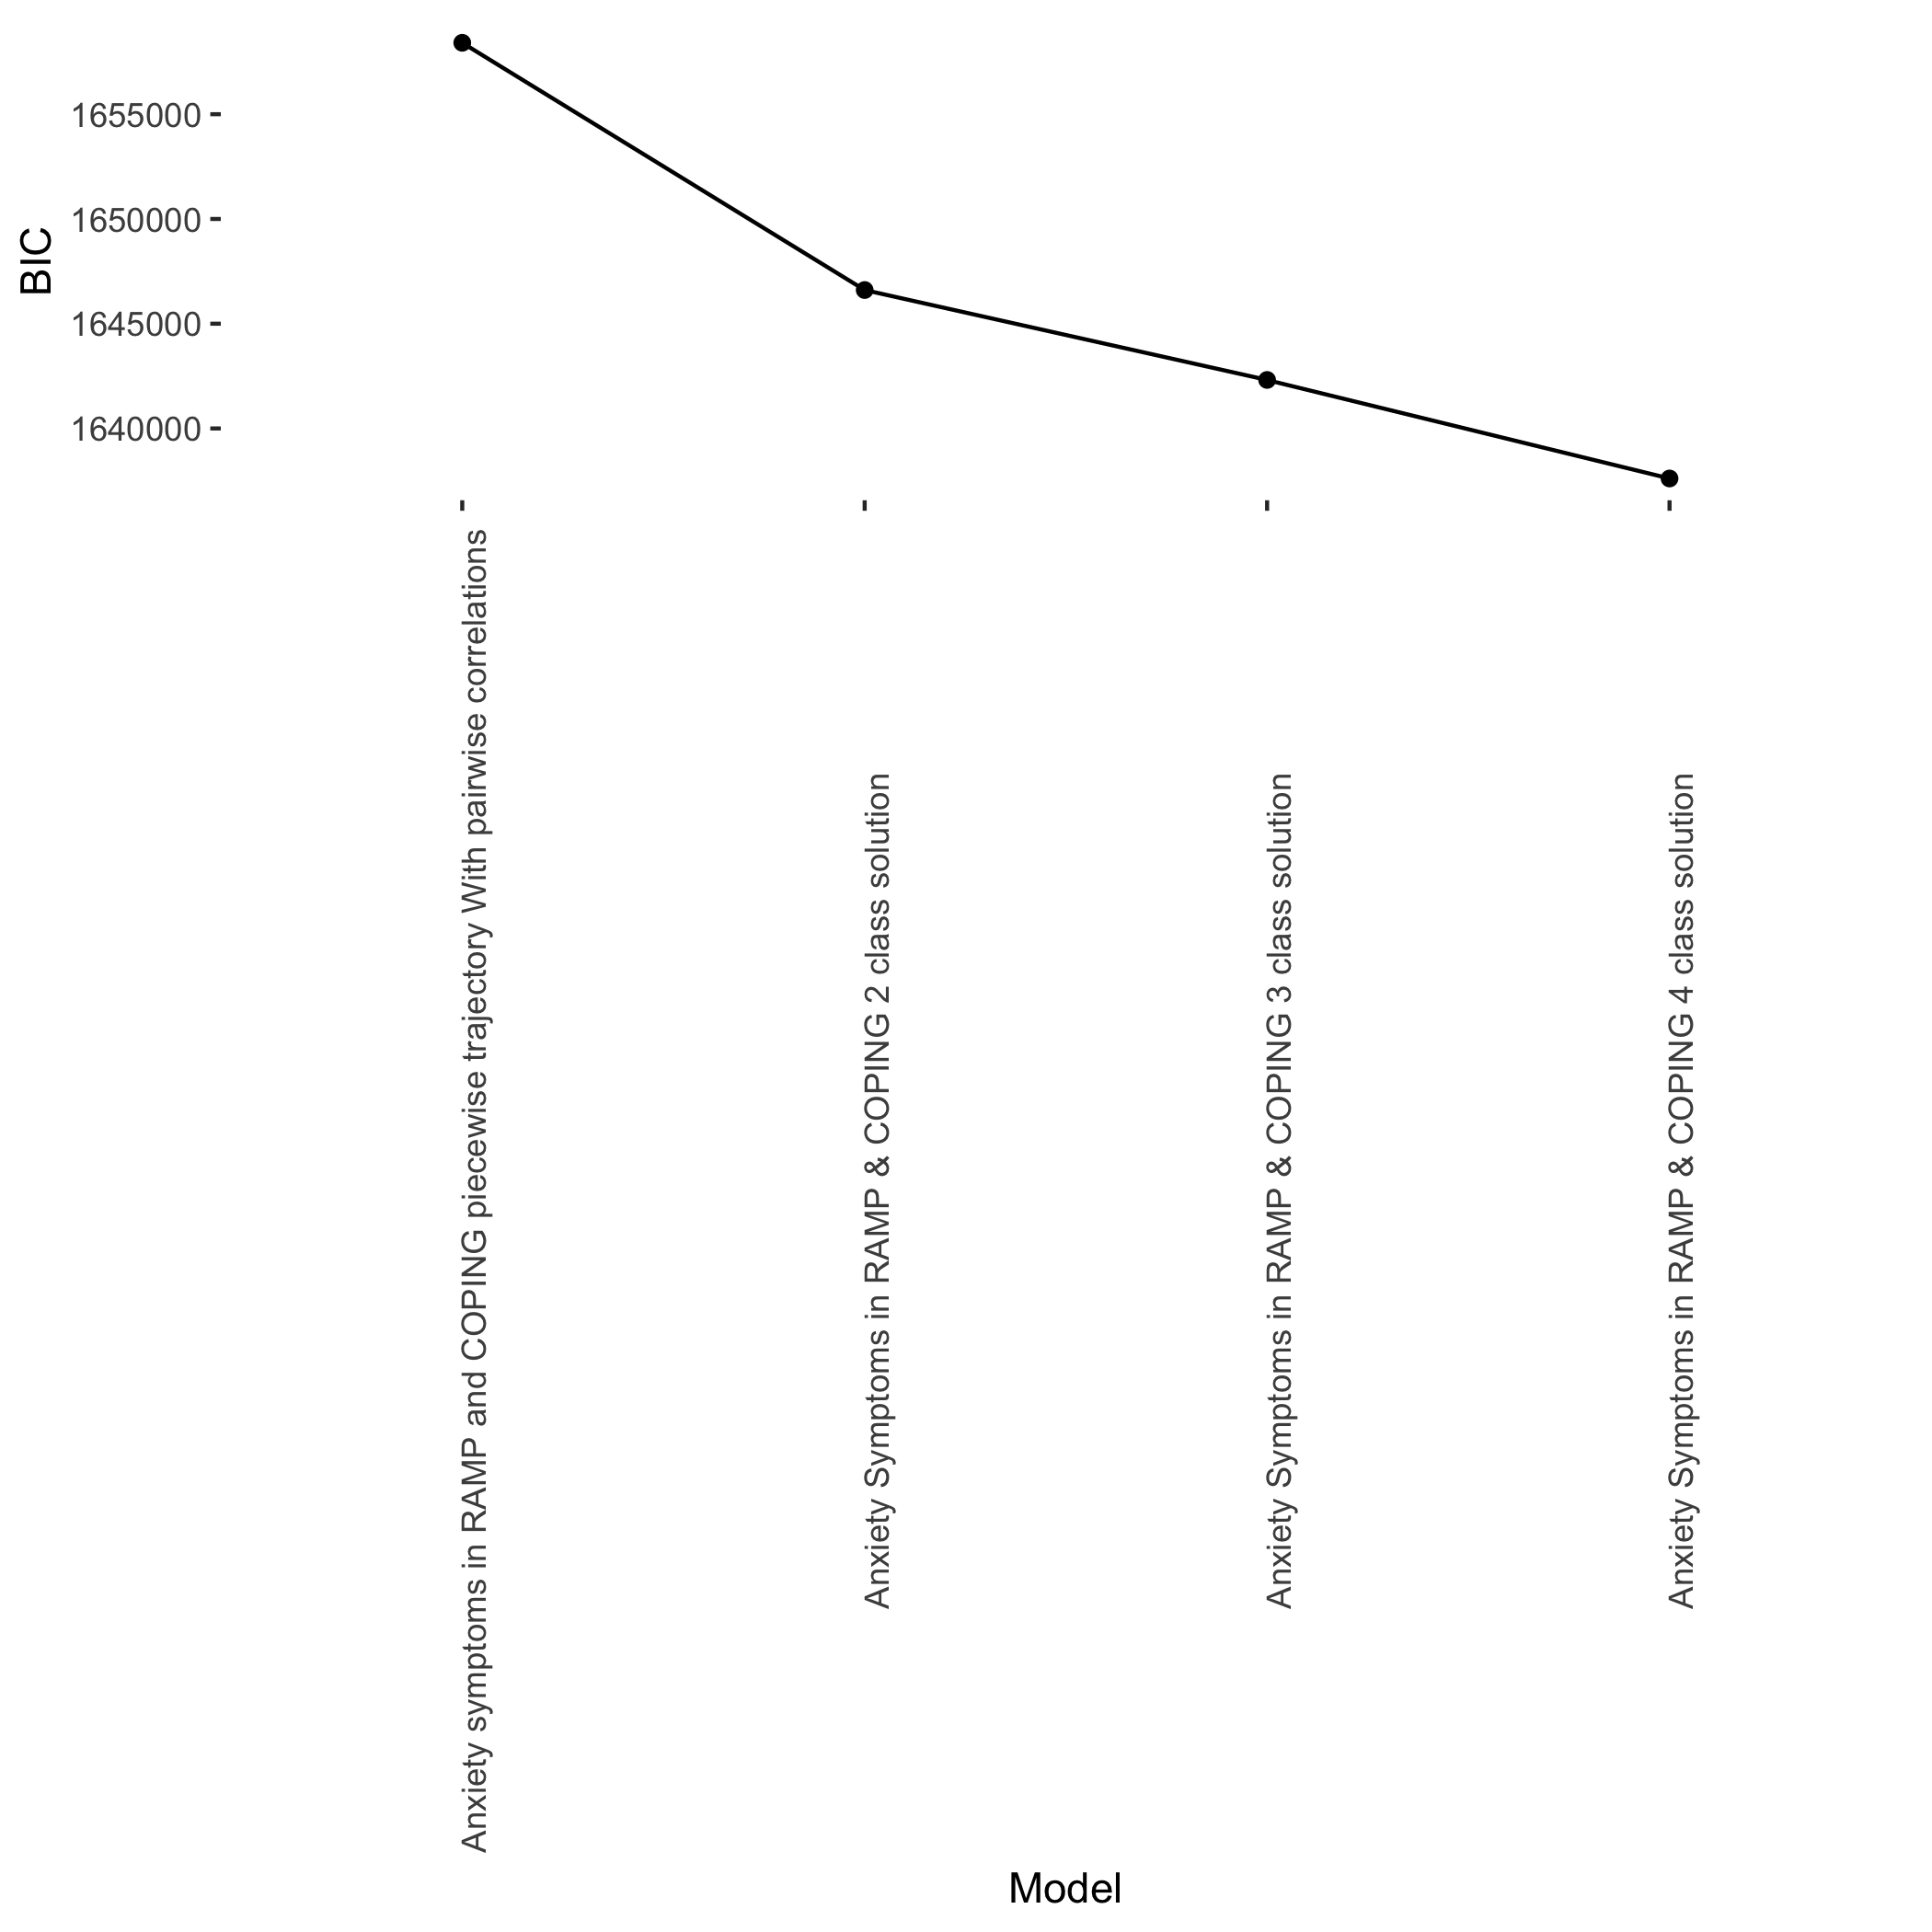 BIC
1655000
1650000
1645000
1640000
Anxiety symptoms in RAMP and COPING piecewise trajectory With pairwise correlations
Anxiety Symptoms in RAMP & COPING 2 class solution
Anxiety Symptoms in RAMP & COPING 3 class solution
Anxiety Symptoms in RAMP & COPING 4 class solution
Model